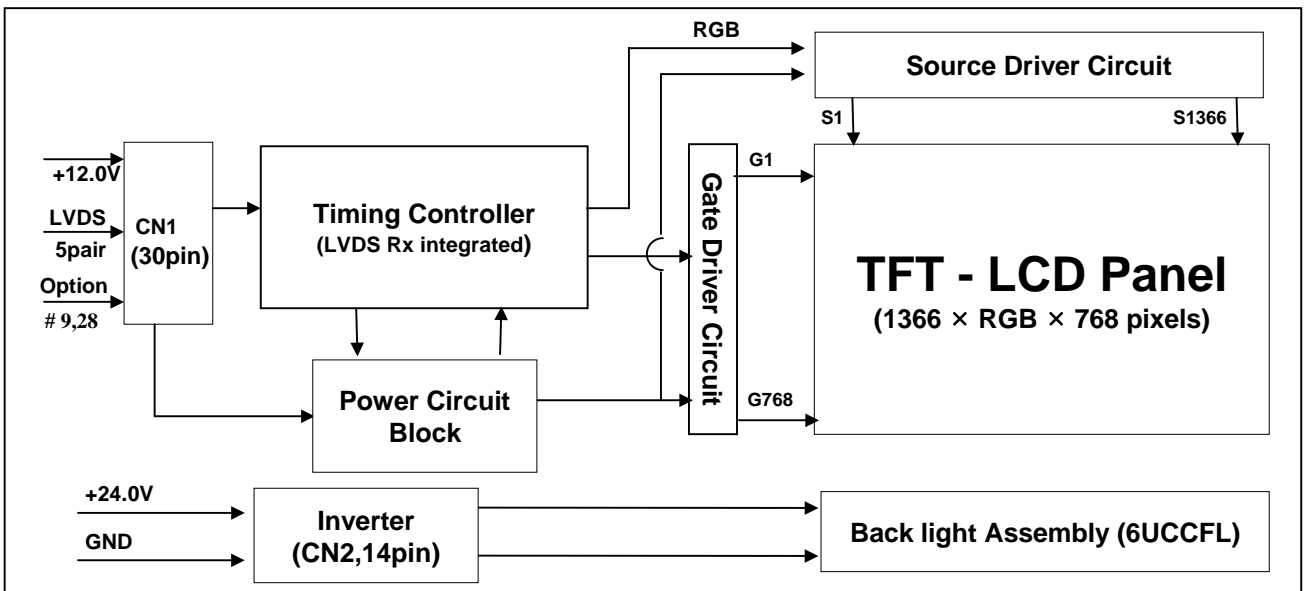 RGB
Source Driver Circuit
S1
S1366
+12.0V
LVDS
5pair
Option
# 9,28
CN1
(30pin)
Timing Controller
(LVDS Rx integrated)
Gate Driver Circuit
G1
G768
TFT - LCD Panel
(1366 × RGB × 768 pixels)
Power Circuit
Block
+24.0V
GND
Inverter
(CN2,14pin)
Back light Assembly (6UCCFL)